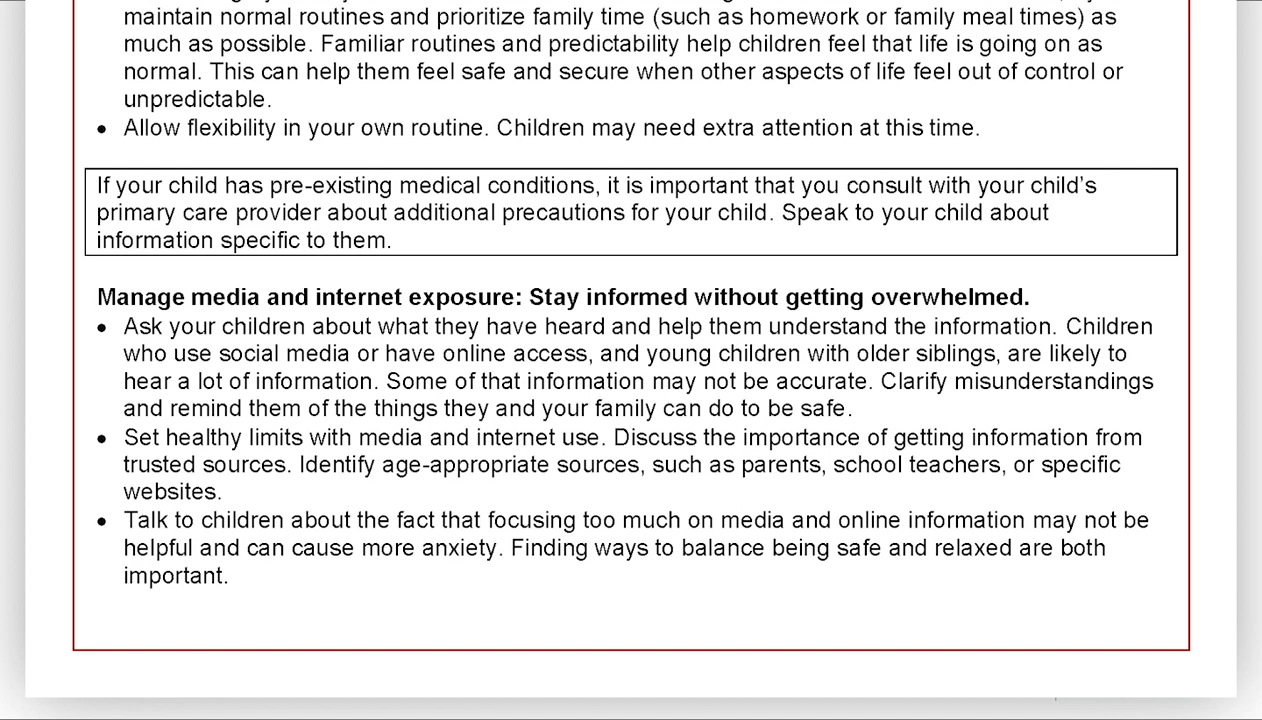 maintain normal routines and prioritize family time (such as homework or family meal times) as
much as possible. Familiar routines and predictability help children feel that life is going on as
normal. This can help them feel safe and secure when other aspects of life feel out of control or
unpredictable.
• Allow flexibility in your own routine. Children may need extra attention at this time.
If your child has pre-existing medical conditions, it is important that you consult with your child's
primary care provider about additional precautions for your child. Speak to your child about
information specific to them.
Manage media and internet exposure: Stay informed without getting overwhelmed.
• Ask your children about what they have heard and help them understand the information. Children
who use social media or have online access, and young children with older siblings, are likely to
hear a lot of information. Some of that information may not be accurate. Clarify misunderstandings
and remind them of the things they and your family can do to be safe.
• Set healthy limits with media and internet use. Discuss the importance of getting information from
trusted sources. Identify age-appropriate sources, such as parents, school teachers, or specific
websites.
• Talk to children about the fact that focusing too much on media and online information may not be
helpful and can cause more anxiety. Finding ways to balance being safe and relaxed are both
important.